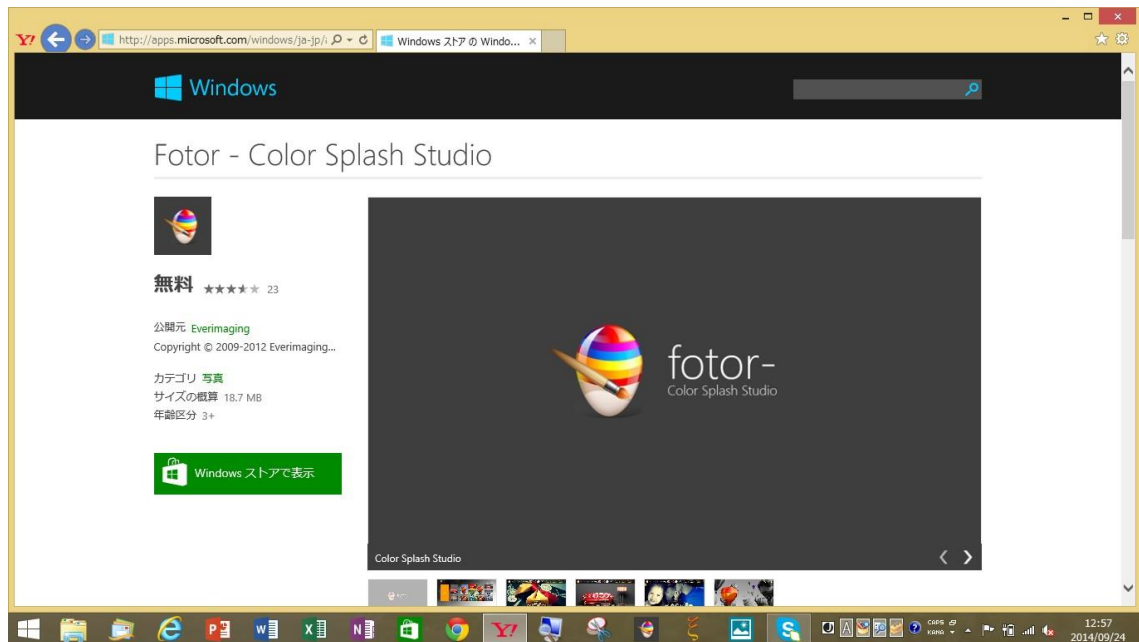 Y!
http://apps.microsoft.com/windows/ja-jp/
Windows ストア の Windo...
Windows
Fotor - Color Splash Studio
無料
23
公開元 Everimaging
Copyright © 2009-2012 Everimaging...
カテゴリ 写真
サイズの概算 18.7 MB
年齢区分 3+
Windows ストアで表示
fotor-
Color Splash Studio
Color Splash Studio
CAPS
KANA
12:57
2014/09/24